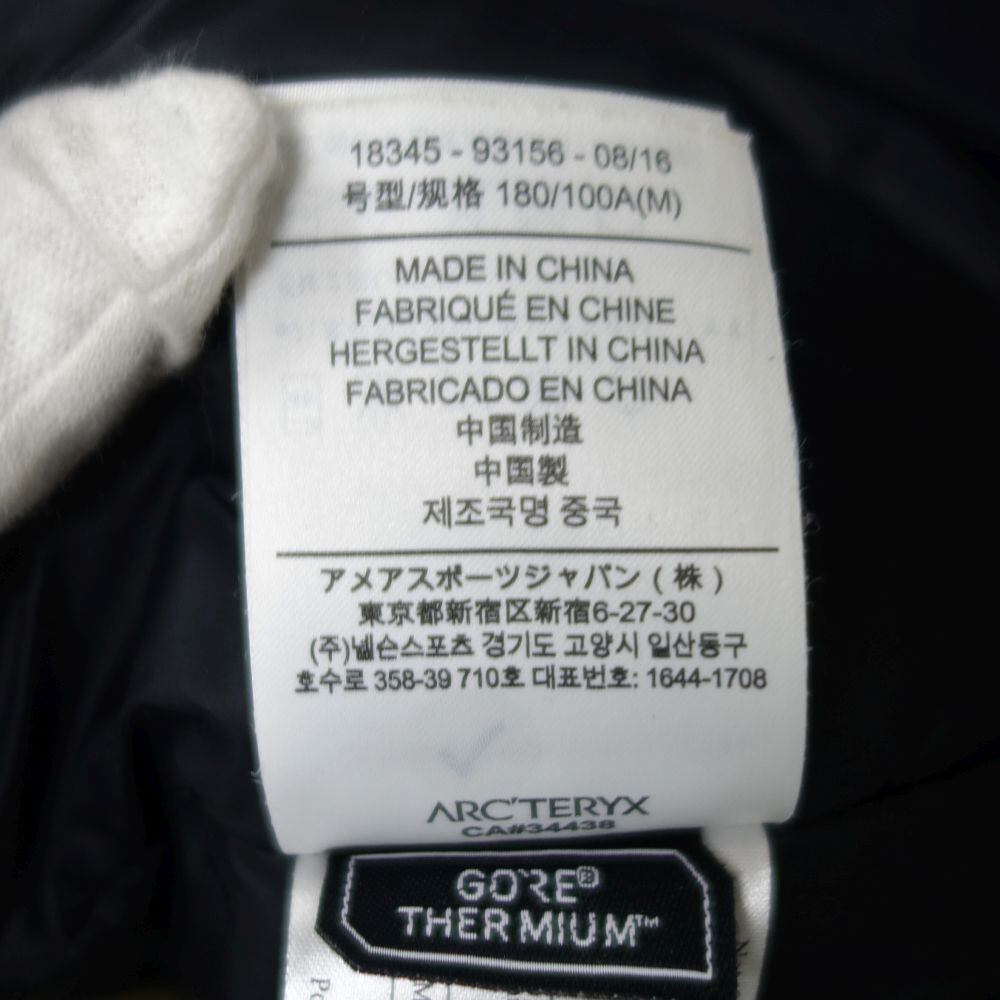 18345 - 93156 - 08/16
号型/规格 180/100A(M)
MADE IN CHINA
FABRIQUÉ EN CHINE
HERGESTELLT IN CHINA
FABRICADO EN CHINA
中国制造
中国製
제조국명 중국
アメアスポーツジャパン ( 株 )
東京都新宿区新宿6-27-30
(주)넬슨스포츠 경기도 고양시 일산동구
호수로 358-39 710호 대표번호: 1644-1708
ARC'TERYX
CA#34438
GORE®
THERMIUM™